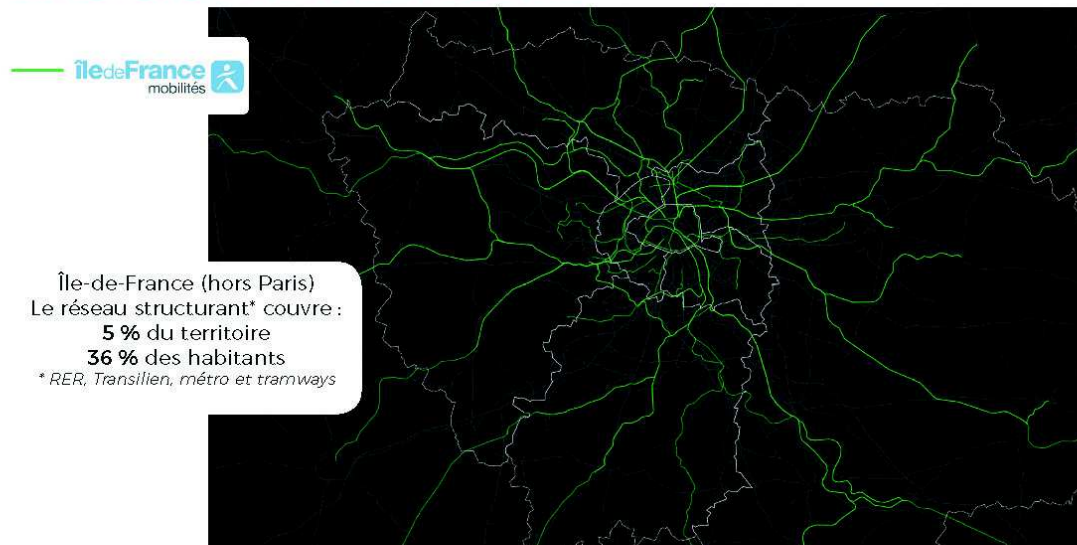 îledeFrance
mobilités
Île-de-France (hors Paris)
Le réseau structurant* couvre :
5 % du territoire
36 % des habitants
* RER, Transilien, métro et tramways